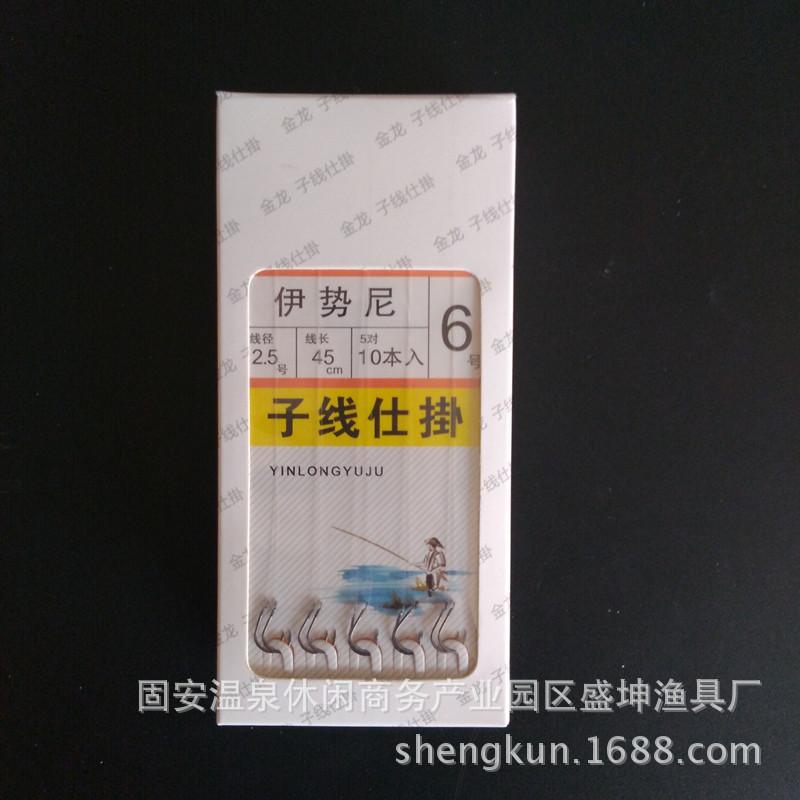 金龙 子线仕掛
伊势尼
6号
线径
2.5号
线长
45cm
5对
10本入
子线仕掛
YINLONGYUJU
固安温泉休闲商务产业园区盛坤渔具厂
shengkun.1688.com